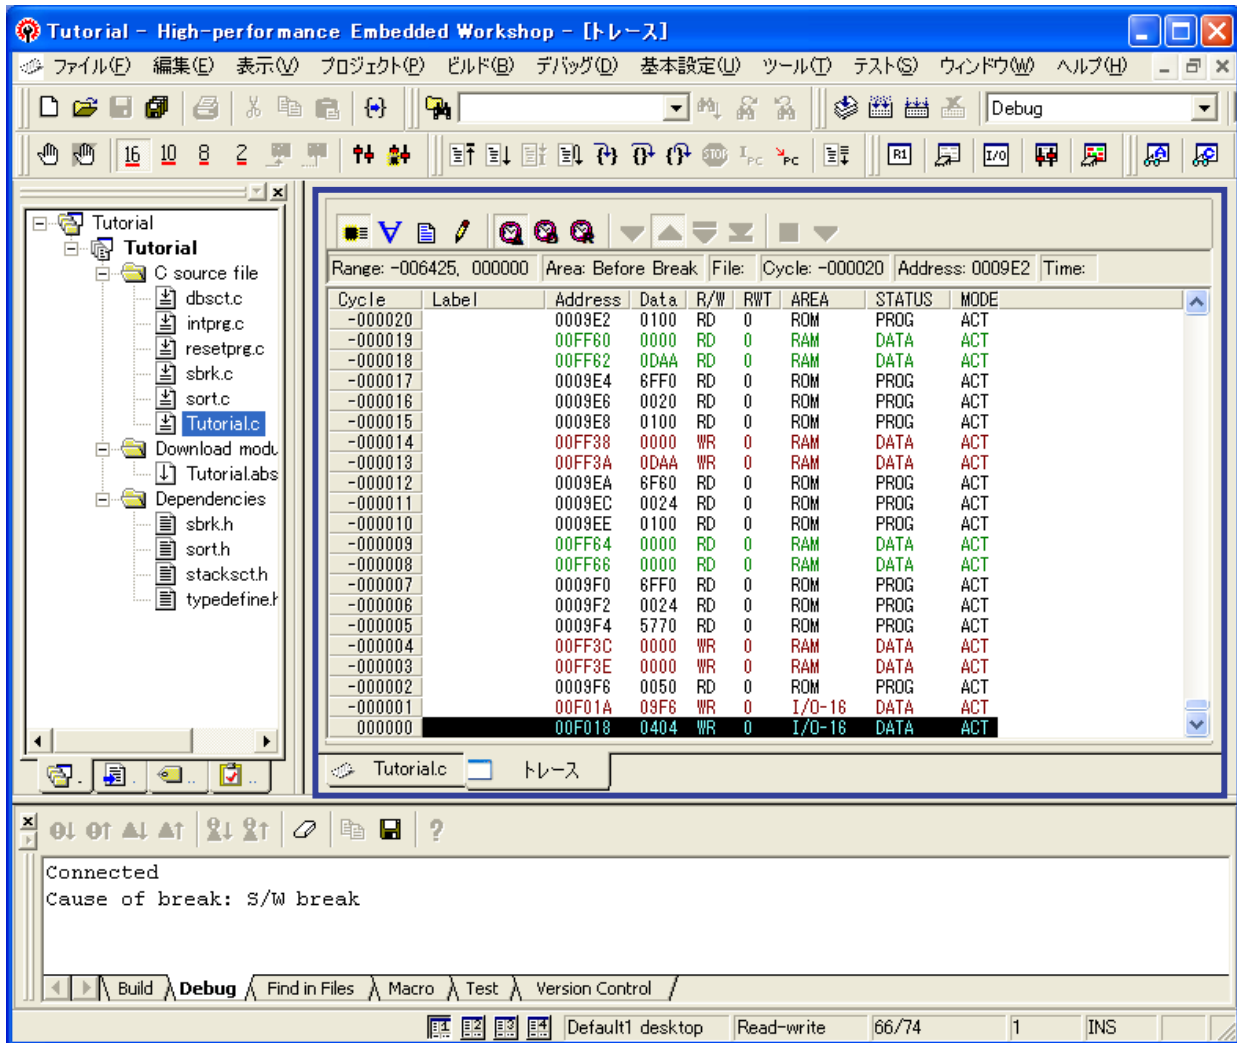 Tutorial - High-performance Embedded Workshop - [トレース]
ファイル(F) 編集(E) 表示(V) プロジェクト(P) ビルド(B) デバッグ(D) 基本設定(U) ツール(T) テスト(S) ウィンドウ(W) ヘルプ(H)
Debug
16 10 8 2 STOP PC PC R1 I/O
Tutorial
Tutorial
C source file
dbsct.c
intprg.c
resetprg.c
sbrk.c
sort.c
Tutorial.c
Download modu
Tutorial.abs
Dependencies
sbrk.h
sort.h
stacksct.h
typedefine.h
Range: -006425, 000000 Area: Before Break File: Cycle: -000020 Address: 0009E2 Time:
Cycle Label Address Data R/W RWT AREA STATUS MODE
-000020 0009E2 0100 RD 0 ROM PROG ACT
-000019 00FF60 0000 RD 0 RAM DATA ACT
-000018 00FF62 0DAA RD 0 RAM DATA ACT
-000017 0009E4 6FF0 RD 0 ROM PROG ACT
-000016 0009E6 0020 RD 0 ROM PROG ACT
-000015 0009E8 0100 RD 0 ROM PROG ACT
-000014 00FF38 0000 WR 0 RAM DATA ACT
-000013 00FF3A 0DAA WR 0 RAM DATA ACT
-000012 0009EA 6F60 RD 0 ROM PROG ACT
-000011 0009EC 0024 RD 0 ROM PROG ACT
-000010 0009EE 0100 RD 0 ROM PROG ACT
-000009 00FF64 0000 RD 0 RAM DATA ACT
-000008 00FF66 0000 RD 0 RAM DATA ACT
-000007 0009F0 6FF0 RD 0 ROM PROG ACT
-000006 0009F2 0024 RD 0 ROM PROG ACT
-000005 0009F4 5770 RD 0 ROM PROG ACT
-000004 00FF3C 0000 WR 0 RAM DATA ACT
-000003 00FF3E 0000 WR 0 RAM DATA ACT
-000002 0009F6 0050 RD 0 ROM PROG ACT
-000001 00F01A 09F6 WR 0 I/O-16 DATA ACT
000000 00F018 0404 WR 0 I/O-16 DATA ACT
Tutorial.c トレース
Connected
Cause of break: S/W break
Build Debug Find in Files Macro Test Version Control
1 2 3 4 Default1 desktop Read-write 66/74 1 INS